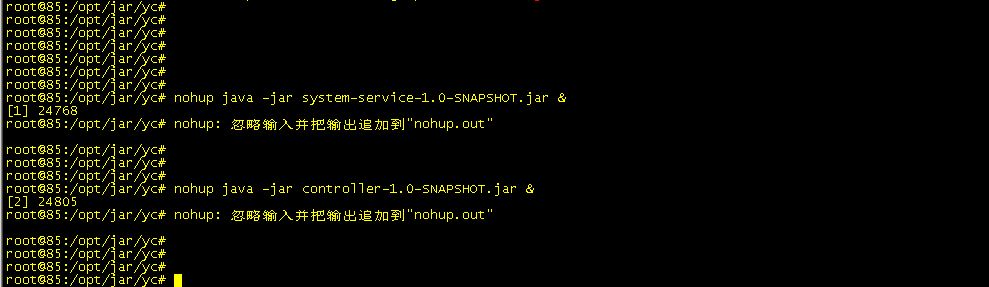 root@85:/opt/jar/yc#
root@85:/opt/jar/yc#
root@85:/opt/jar/yc#
root@85:/opt/jar/yc#
root@85:/opt/jar/yc#
root@85:/opt/jar/yc#
root@85:/opt/jar/yc#
root@85:/opt/jar/yc# nohup java -jar system-service-1.0-SNAPSHOT.jar &
[1] 24768
root@85:/opt/jar/yc# nohup: 忽略输入并把输出追加到"nohup.out"
root@85:/opt/jar/yc#
root@85:/opt/jar/yc#
root@85:/opt/jar/yc#
root@85:/opt/jar/yc# nohup java -jar controller-1.0-SNAPSHOT.jar &
[2] 24805
root@85:/opt/jar/yc# nohup: 忽略输入并把输出追加到"nohup.out"
root@85:/opt/jar/yc#
root@85:/opt/jar/yc#
root@85:/opt/jar/yc#
root@85:/opt/jar/yc#